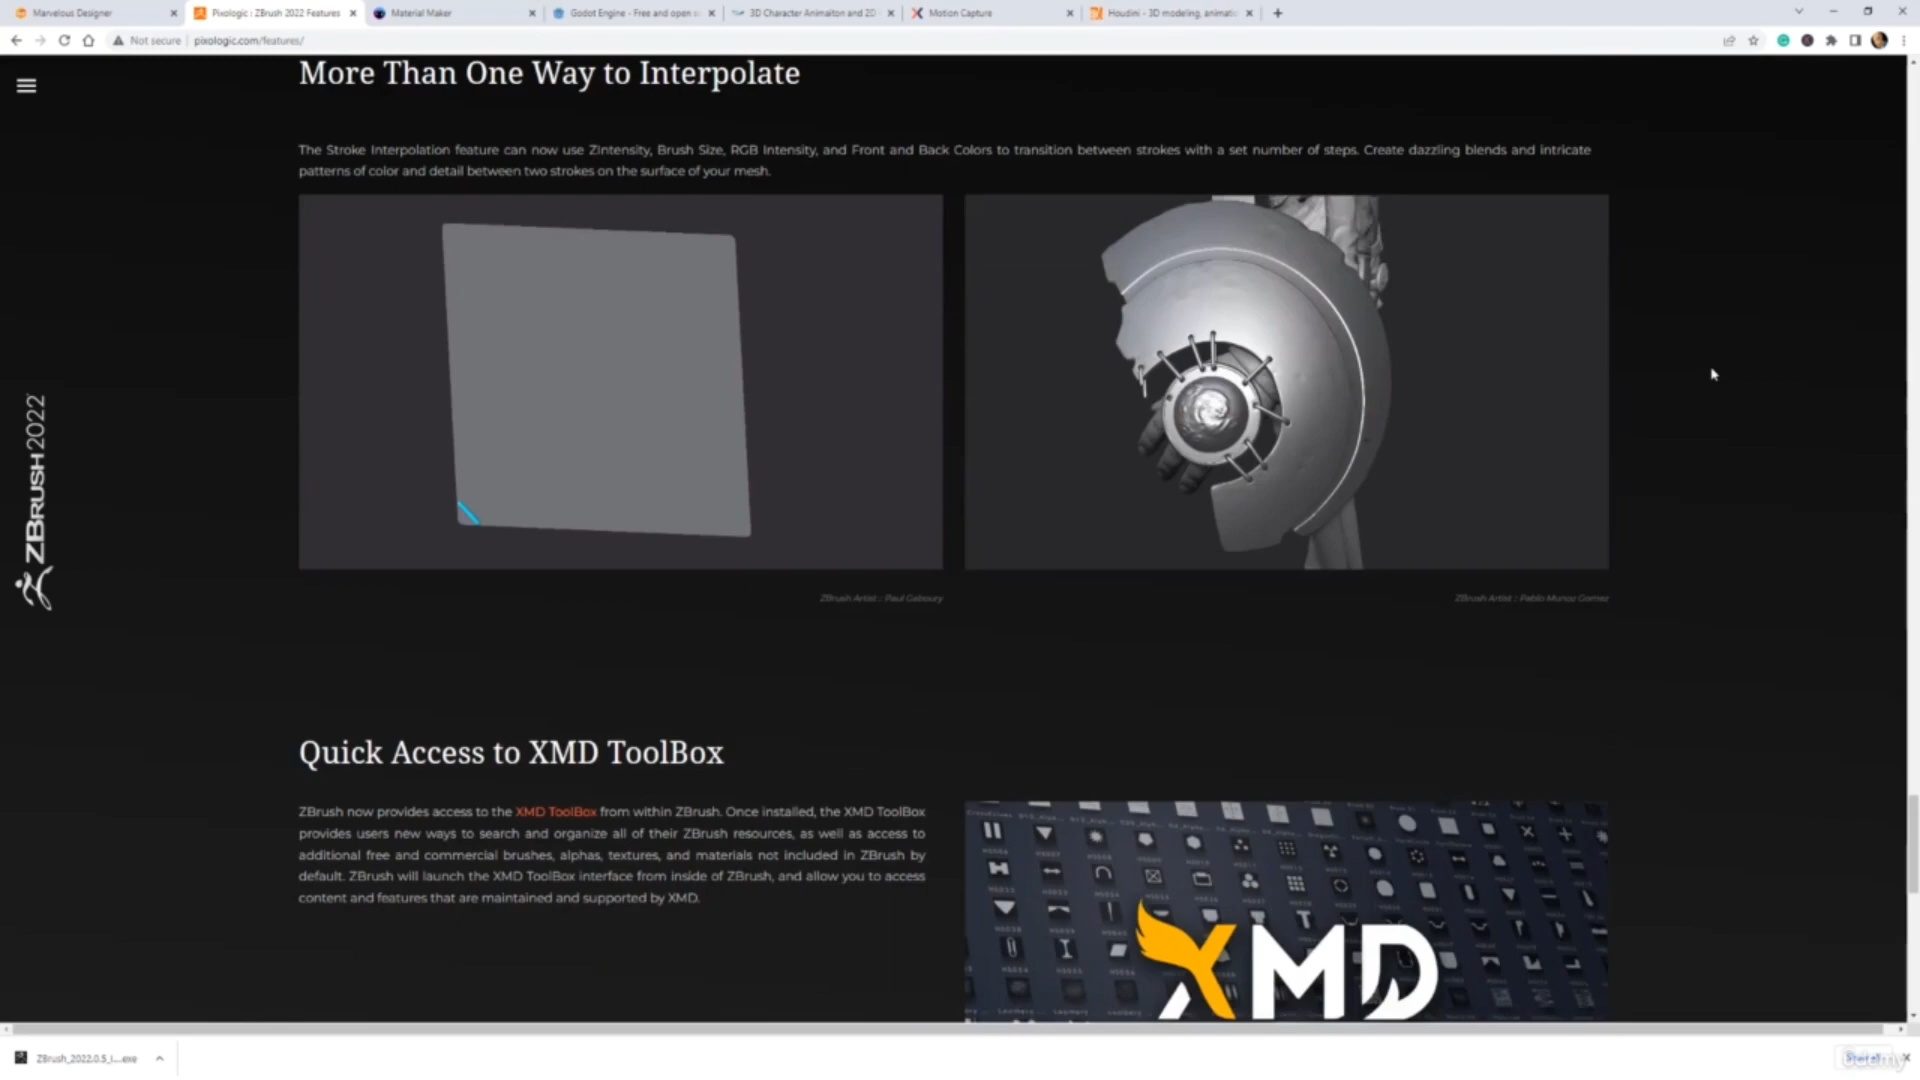 Marvelous Designer
Pixologic : ZBrush 2022 Features
Material Maker
Godot Engine - Free and open s
3D Character Animaiton and 2D
Motion Capture
Houdini - 3D modeling, animatic
Not secure
pixologic.com/features/
More Than One Way to Interpolate
The Stroke Interpolation feature can now use ZIntensity, Brush Size, RGB Intensity, and Front and Back Colors to transition between strokes with a set number of steps. Create dazzling blends and intricate
patterns of color and detail between two strokes on the surface of your mesh.
ZBRUSH2022
ZBrush Artist : Paul Gaboury
ZBrush Artist : Pablo Munoz Gomez
Quick Access to XMD ToolBox
ZBrush now provides access to the XMD ToolBox from within ZBrush. Once installed, the XMD ToolBox
provides users new ways to search and organize all of their ZBrush resources, as well as access to
additional free and commercial brushes, alphas, textures, and materials not included in ZBrush by
default. ZBrush will launch the XMD ToolBox interface from inside of ZBrush, and allow you to access
content and features that are maintained and supported by XMD.
XMD
ZBrush_2022.0.5_I....exe
Show all
Udemy